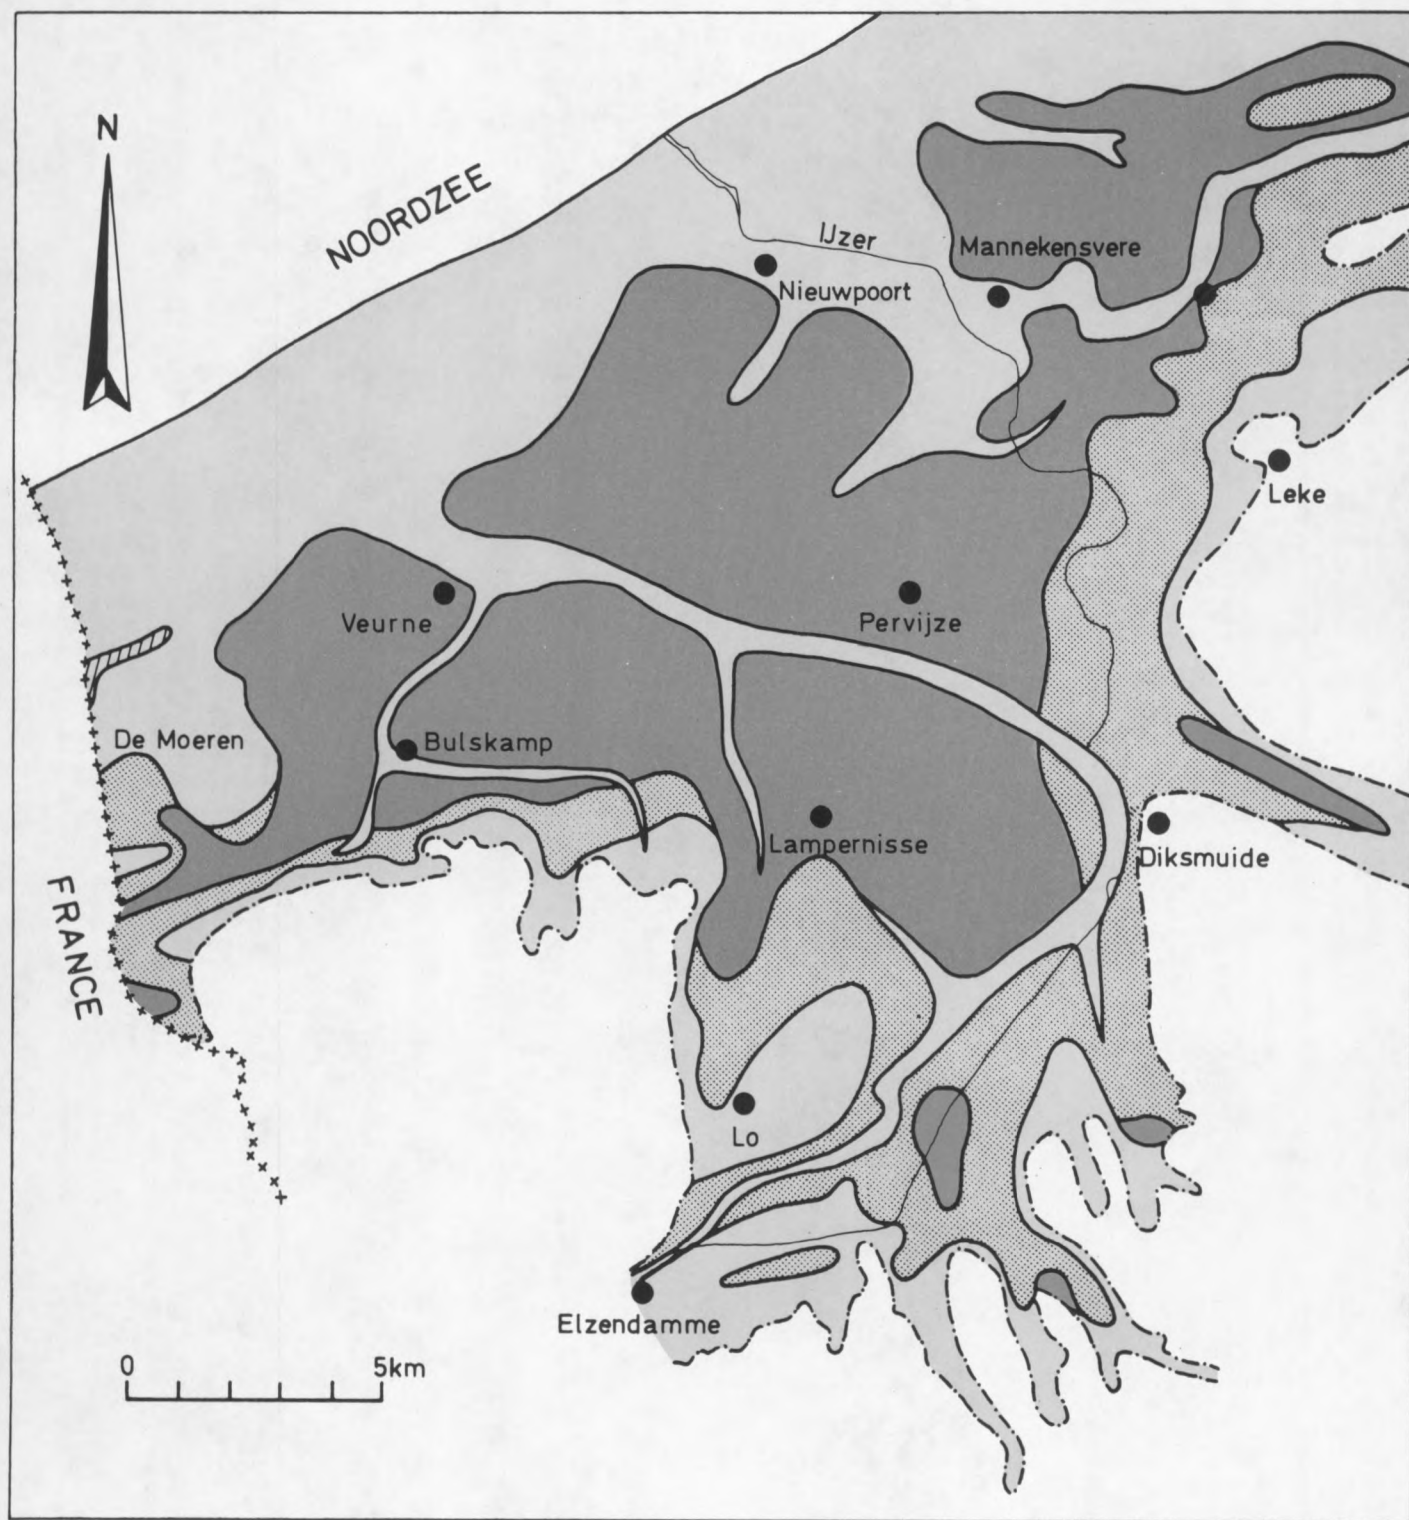 N
NOORDZEE
IJzer
Mannekensvere
Nieuwpoort
Leke
Veurne
Pervijze
De Moeren
Bulskamp
Lampernisse
Diksmuide
FRANCE
Lo
Elzendamme
0 5km